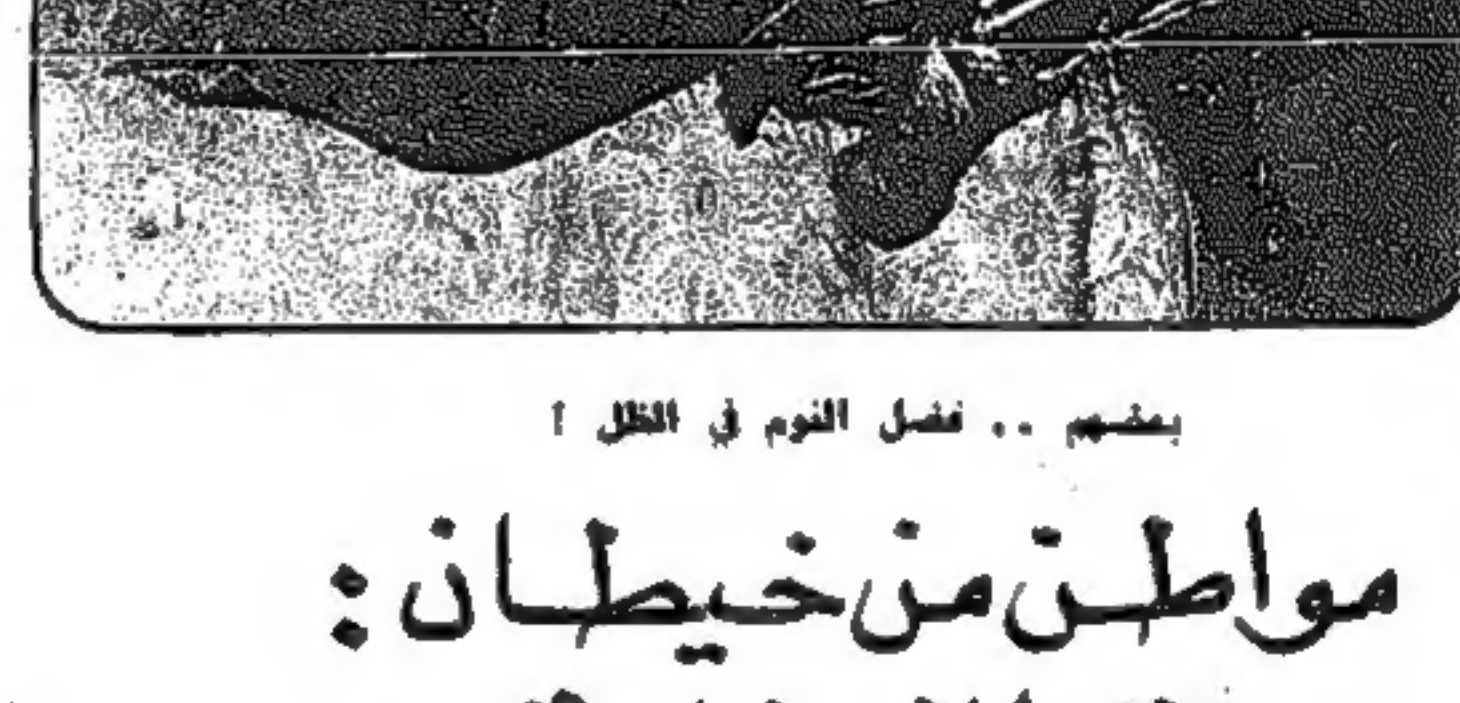 بعضهم .. فضل النوم في الظل !
مواطن من خيطان :